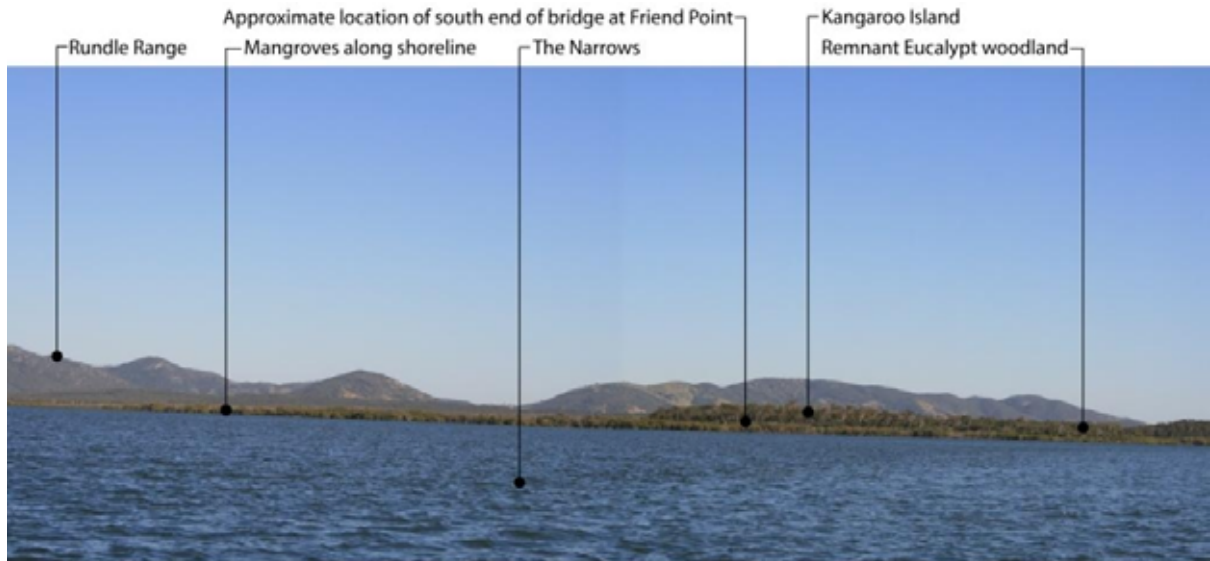 Approximate location of south end of bridge at Friend Point
Kangaroo Island
Rundle Range
Mangroves along shoreline
The Narrows
Remnant Eucalypt woodland